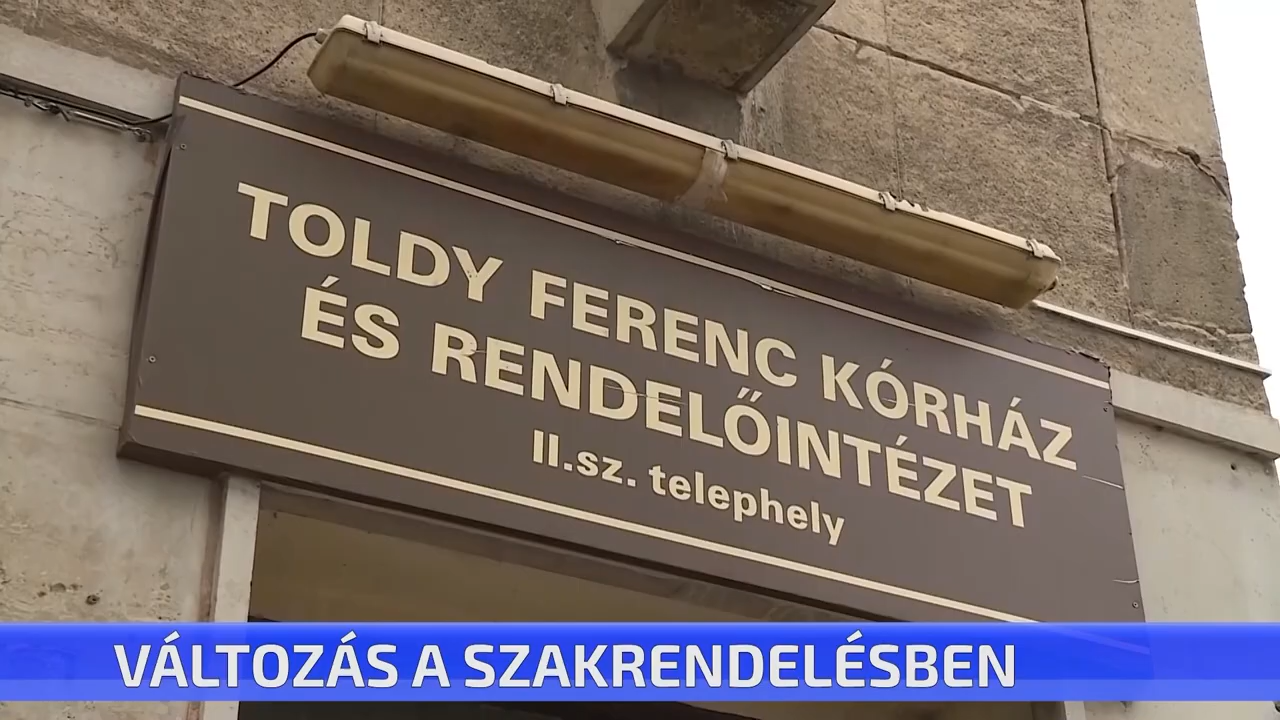 TOLDY FERENC KÓRHÁZ
ÉS RENDELŐINTÉZET
II.sz. telephely
VÁLTOZÁS A SZAKRENDELÉSBEN